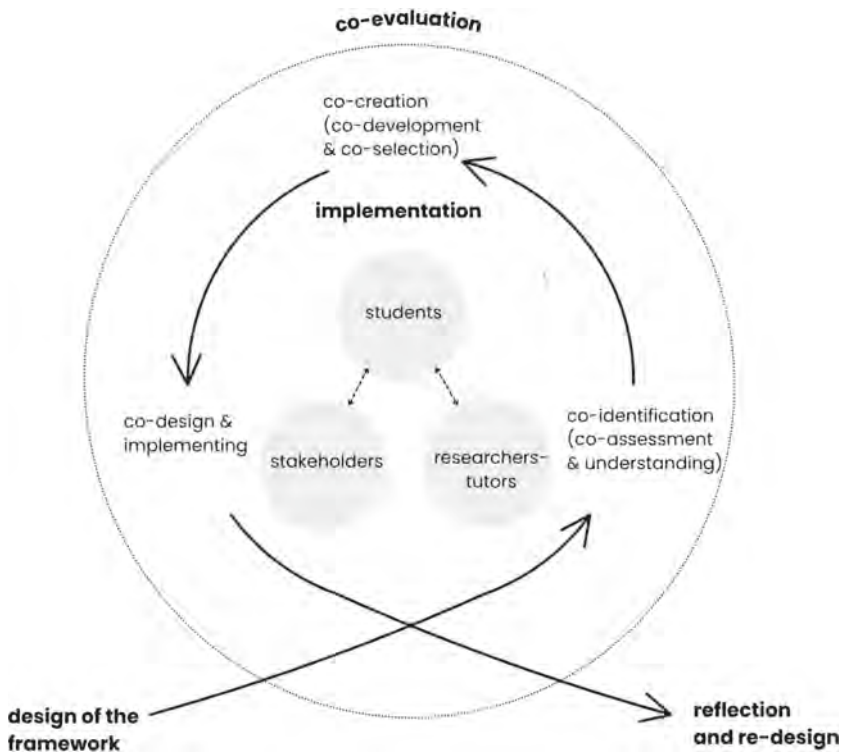 co-evaluation
co-creation
(co-development
& co-selection)
implementation
students
co-design &
implementing
stakeholders
researchers-
tutors
co-identification
(co-assessment
& understanding)
design of the
framework
reflection
and re-design